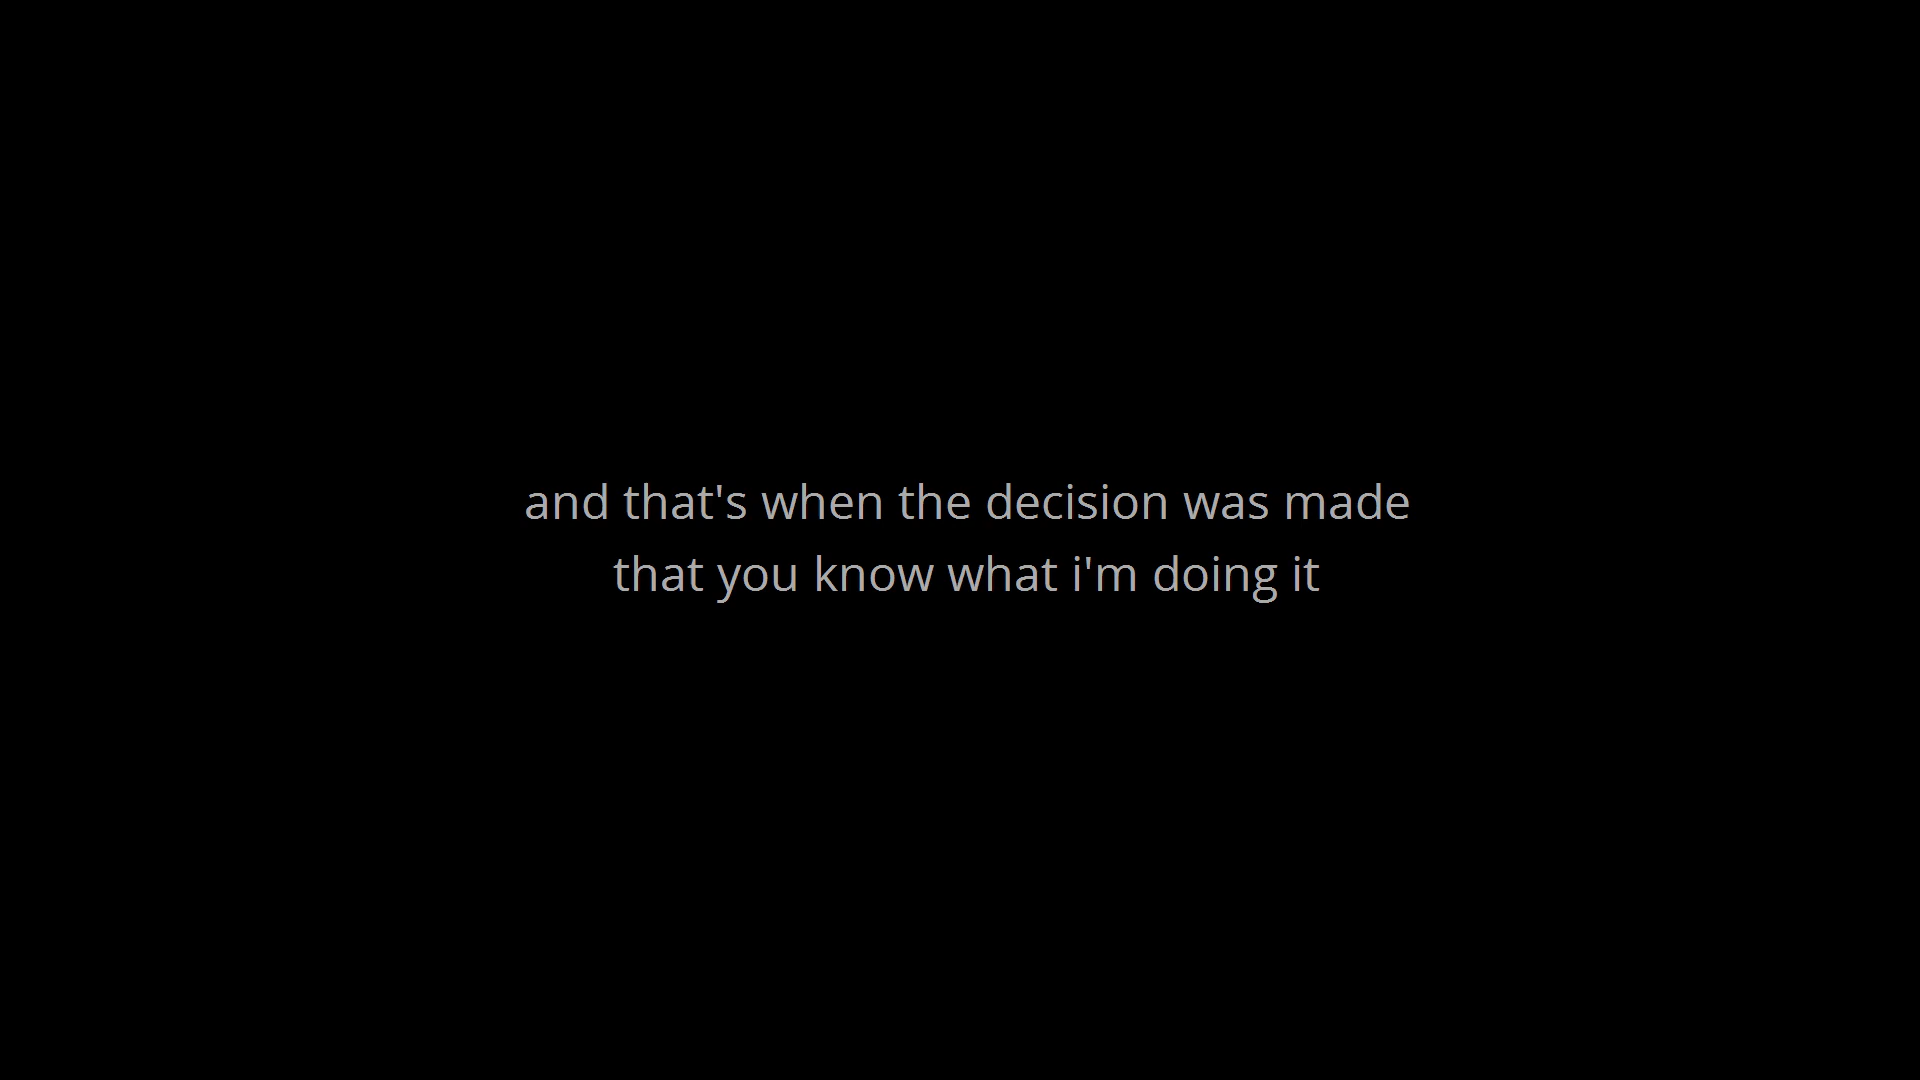 and that's when the decision was made
that you know what i'm doing it